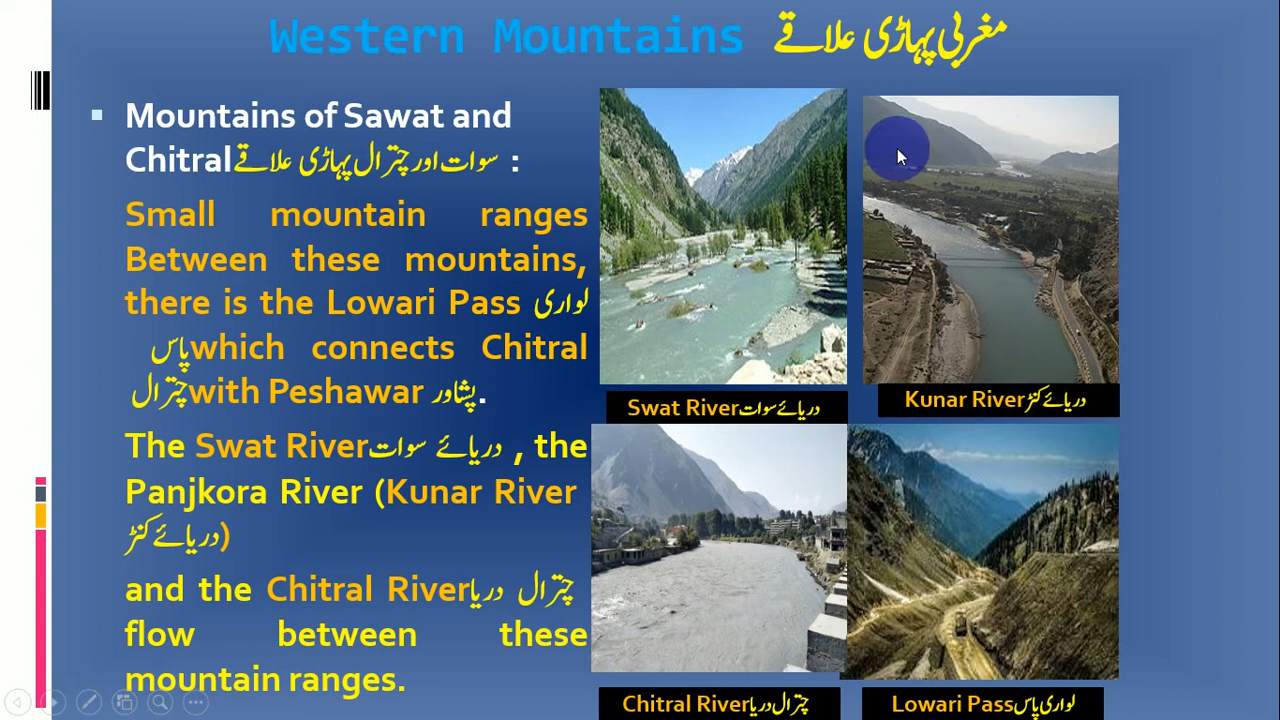 Western Mountains مغربی پہاڑی علاقے
Mountains of Sawat and
Chitral سوات اور چترال پہاڑی علاقے :
Small mountain ranges
Between these mountains,
there is the Lowari Pass لواری
پاس which connects Chitral
چترال with Peshawar پشاور.
The Swat River دریائے سوات , the
Panjkora River (Kunar River
دریائے کنڑ)
and the Chitral River چترال دریا
flow between these
mountain ranges.
Swat River دریائے سوات
Kunar River دریائے کنڑ
Chitral River چترال دریا
Lowari Pass لواری پاس